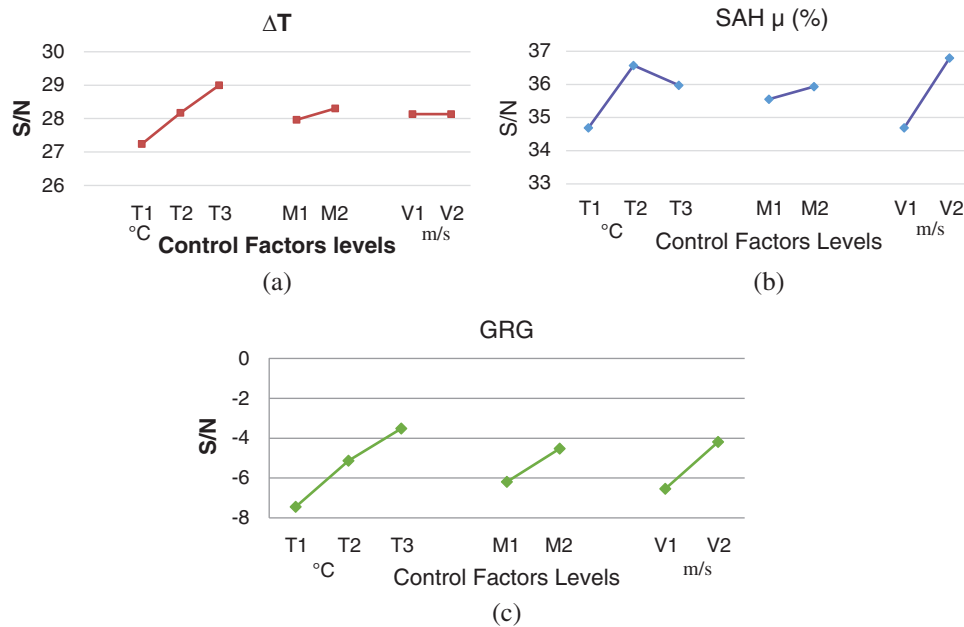 ΔT
30
29
28
27
26
S/N
T1 T2 T3 M1 M2 V1 V2
°C m/s
Control Factors levels
(a)
SAH μ (%)
37
36
35
34
33
S/N
T1 T2 T3 M1 M2 V1 V2
°C m/s
Control Factors Levels
(b)
GRG
0
-2
-4
-6
-8
S/N
T1 T2 T3 M1 M2 V1 V2
°C m/s
Control Factors Levels
(c)